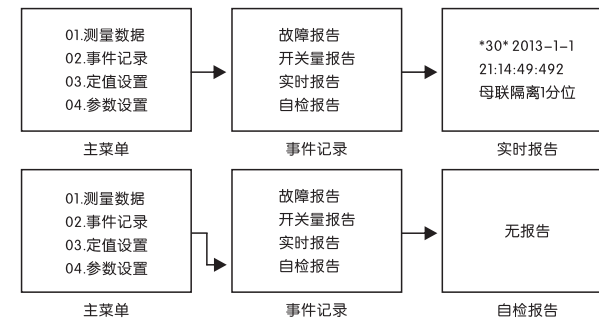 01.测量数据
02.事件记录
03.定值设置
04.参数设置
主菜单
故障报告
开关量报告
实时报告
自检报告
事件记录
*30* 2013-1-1
21:14:49:492
母联隔离1分位
实时报告
01.测量数据
02.事件记录
03.定值设置
04.参数设置
主菜单
故障报告
开关量报告
实时报告
自检报告
事件记录
无报告
自检报告